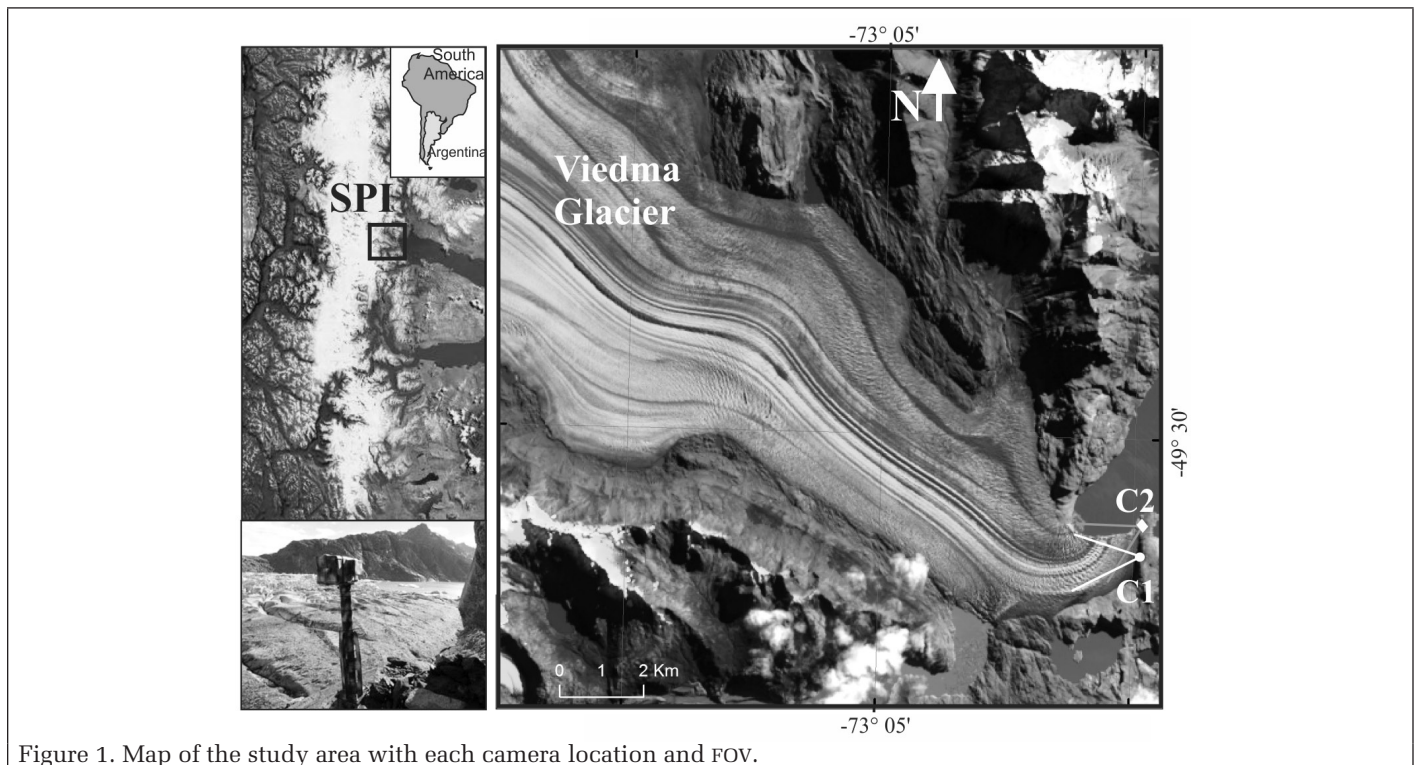 -73° 05'
South
America
Argentina
SPI
N
Viedma
Glacier
-49° 30'
C2
C1
0 1 2 Km
-73° 05'
Figure 1. Map of the study area with each camera location and FOV.